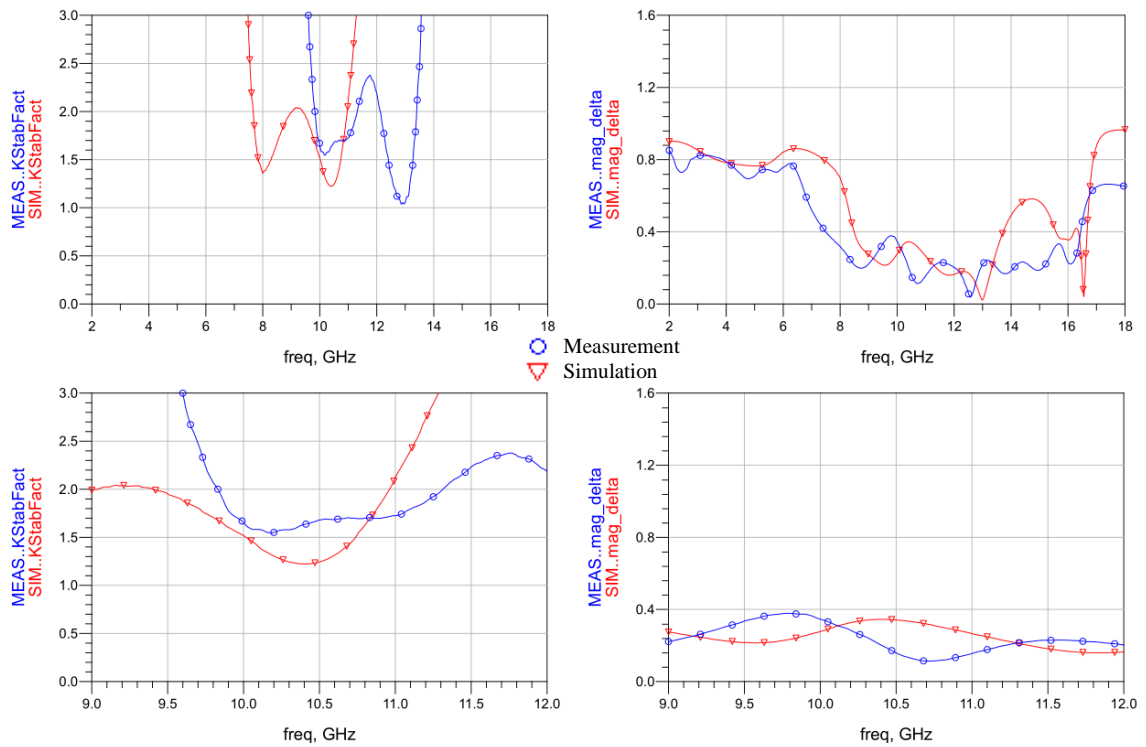 3.0
2.5
2.0
1.5
1.0
0.5
0.0
MEAS..KStabFact
SIM..KStabFact
2 4 6 8 10 12 14 16 18
freq, GHz
1.6
1.2
0.8
0.4
0.0
MEAS..mag_delta
SIM..mag_delta
2 4 6 8 10 12 14 16 18
freq, GHz
Measurement
Simulation
3.0
2.5
2.0
1.5
1.0
0.5
0.0
MEAS..KStabFact
SIM..KStabFact
9.0 9.5 10.0 10.5 11.0 11.5 12.0
freq, GHz
1.6
1.2
0.8
0.4
0.0
MEAS..mag_delta
SIM..mag_delta
9.0 9.5 10.0 10.5 11.0 11.5 12.0
freq, GHz